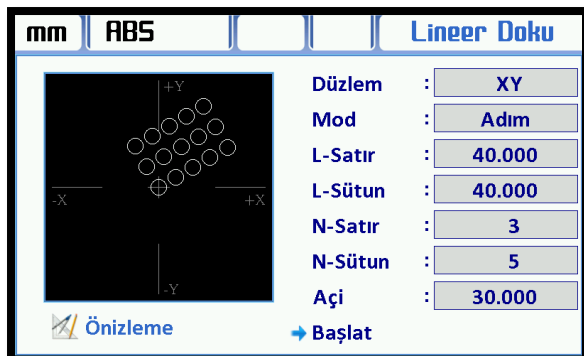 mm ABS Lineer Doku
+Y
-X +X
-Y
Düzlem : XY
Mod : Adım
L-Satır : 40.000
L-Sütun : 40.000
N-Satır : 3
N-Sütun : 5
Açi : 30.000
Önizleme
Başlat